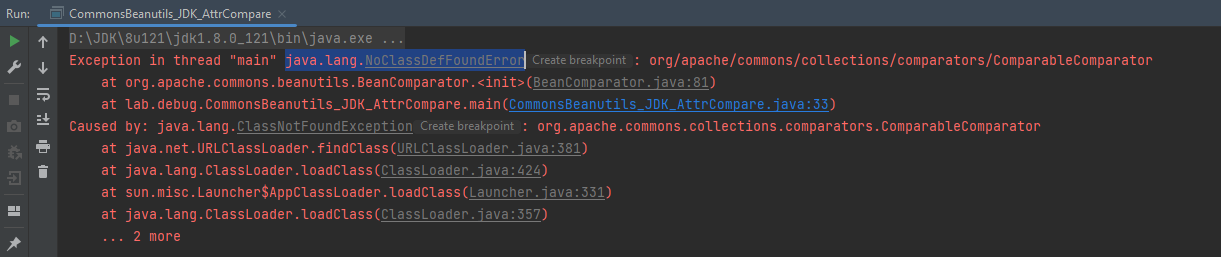 Run: CommonsBeanutils_JDK_AttrCompare ×
D:\JDK\8u121\jdk1.8.0_121\bin\java.exe ...
Exception in thread "main" java.lang.NoClassDefFoundError Create breakpoint : org/apache/commons/collections/comparators/ComparableComparator
at org.apache.commons.beanutils.BeanComparator.<init>(BeanComparator.java:81)
at lab.debug.CommonsBeanutils_JDK_AttrCompare.main(CommonsBeanutils_JDK_AttrCompare.java:33)
Caused by: java.lang.ClassNotFoundException Create breakpoint : org.apache.commons.collections.comparators.ComparableComparator
at java.net.URLClassLoader.findClass(URLClassLoader.java:381)
at java.lang.ClassLoader.loadClass(ClassLoader.java:424)
at sun.misc.Launcher$AppClassLoader.loadClass(Launcher.java:331)
at java.lang.ClassLoader.loadClass(ClassLoader.java:357)
... 2 more